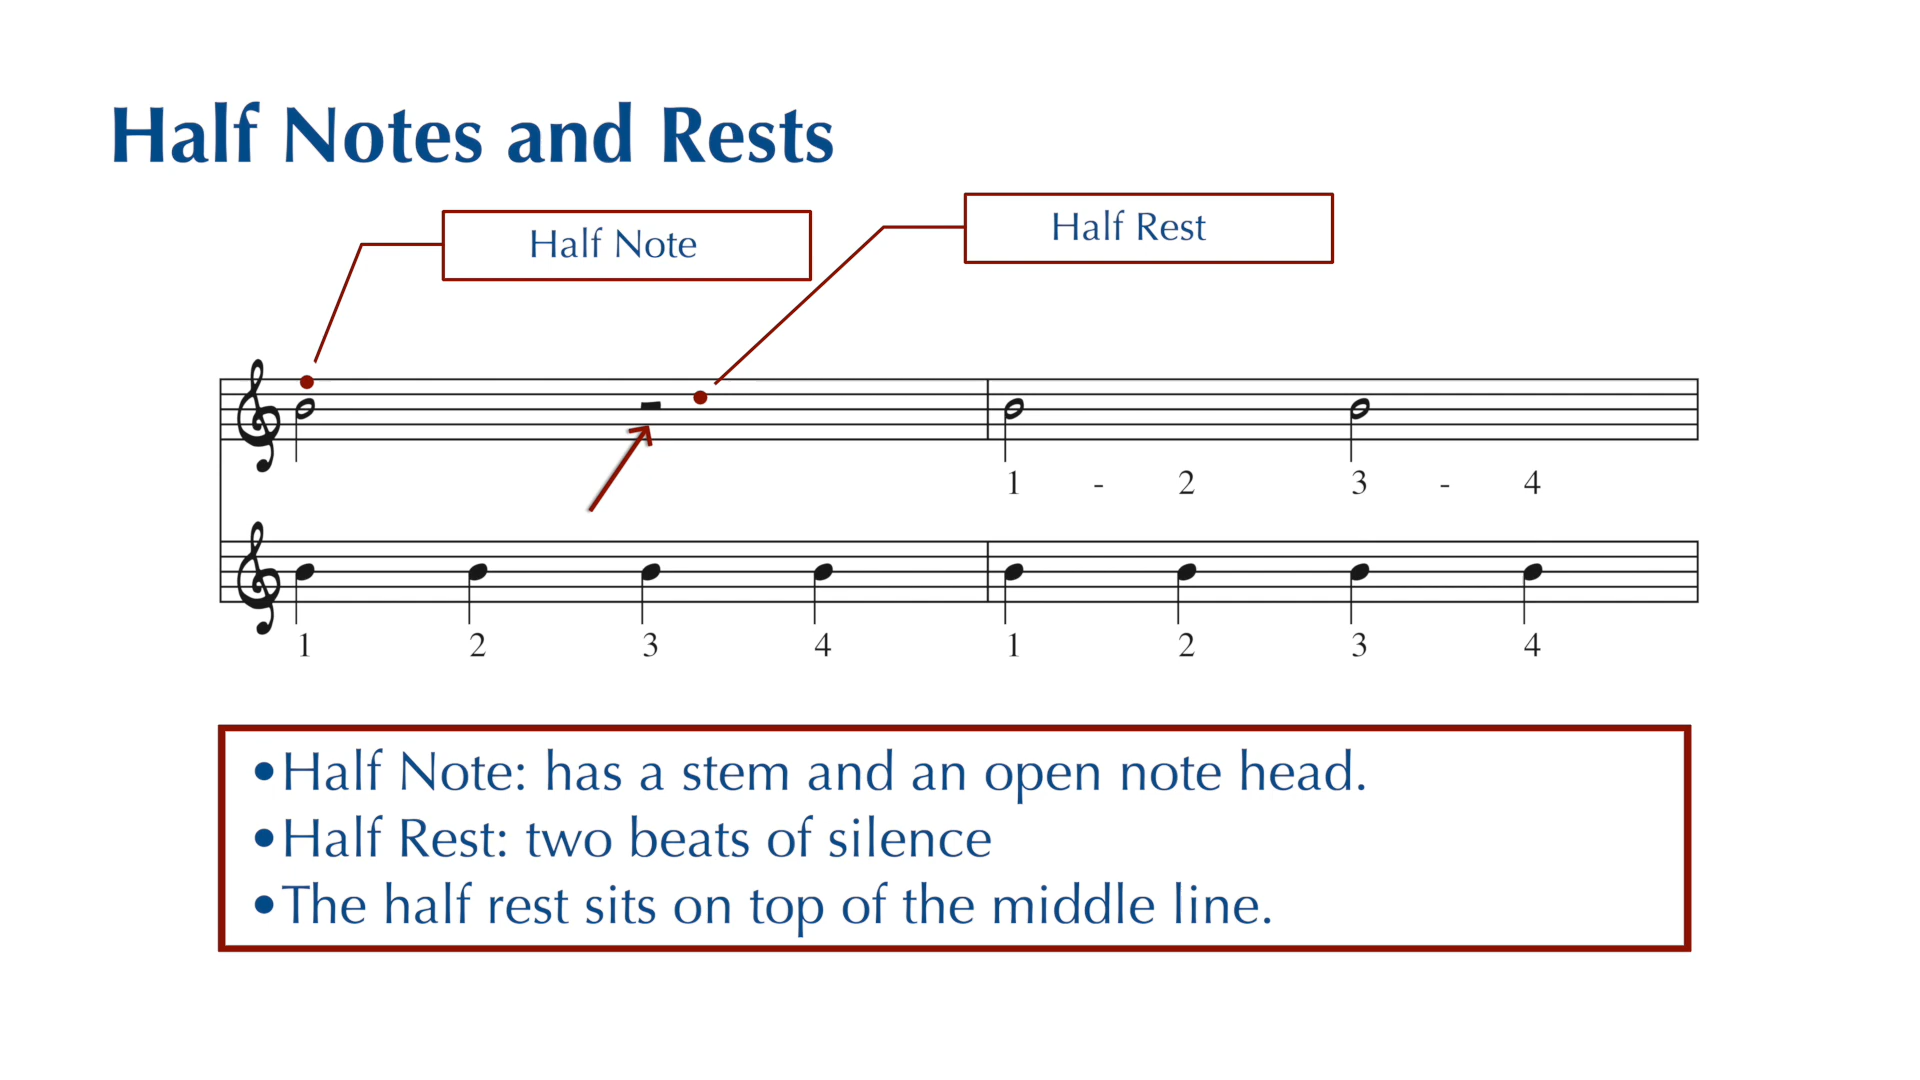 Half Notes and Rests
Half Note
Half Rest
1 - 2 3 - 4
1 2 3 4 1 2 3 4
•Half Note: has a stem and an open note head.
•Half Rest: two beats of silence
•The half rest sits on top of the middle line.